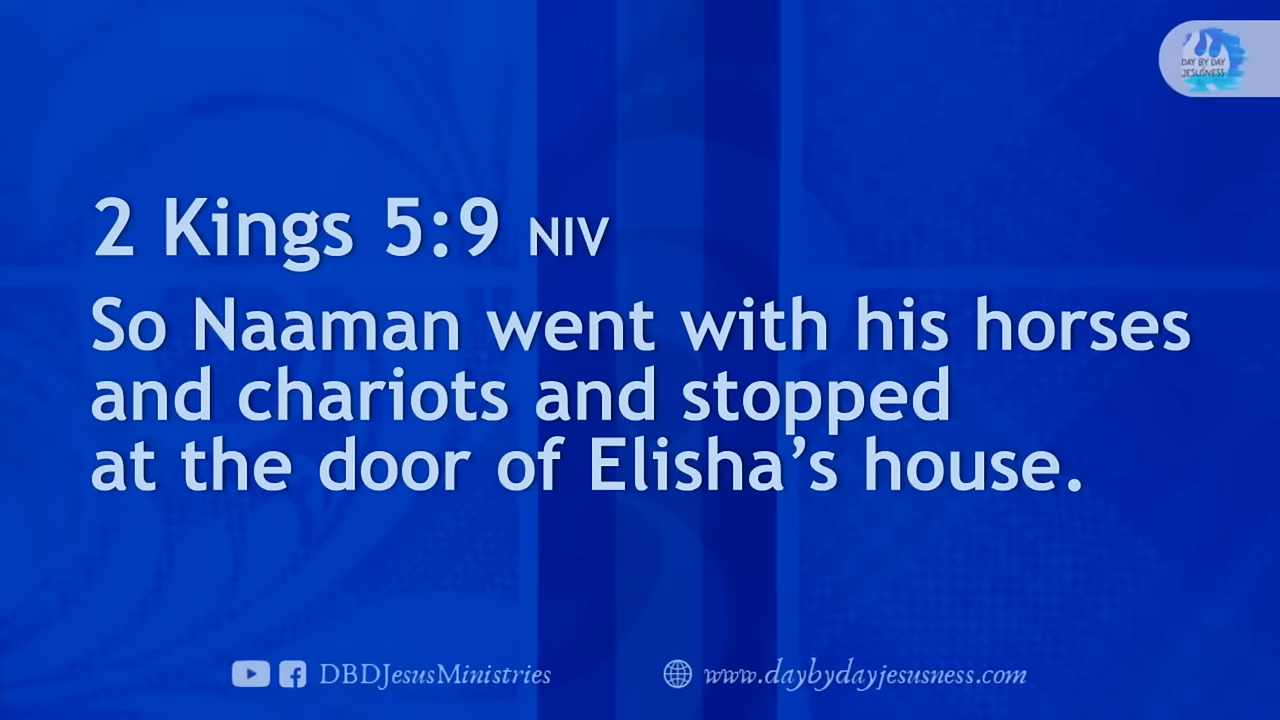 DAY BY DAY
JESUSNESS
2 Kings 5:9 NIV
So Naaman went with his horses
and chariots and stopped
at the door of Elisha’s house.
DBDJesusMinistries
www.daybydayjesusness.com